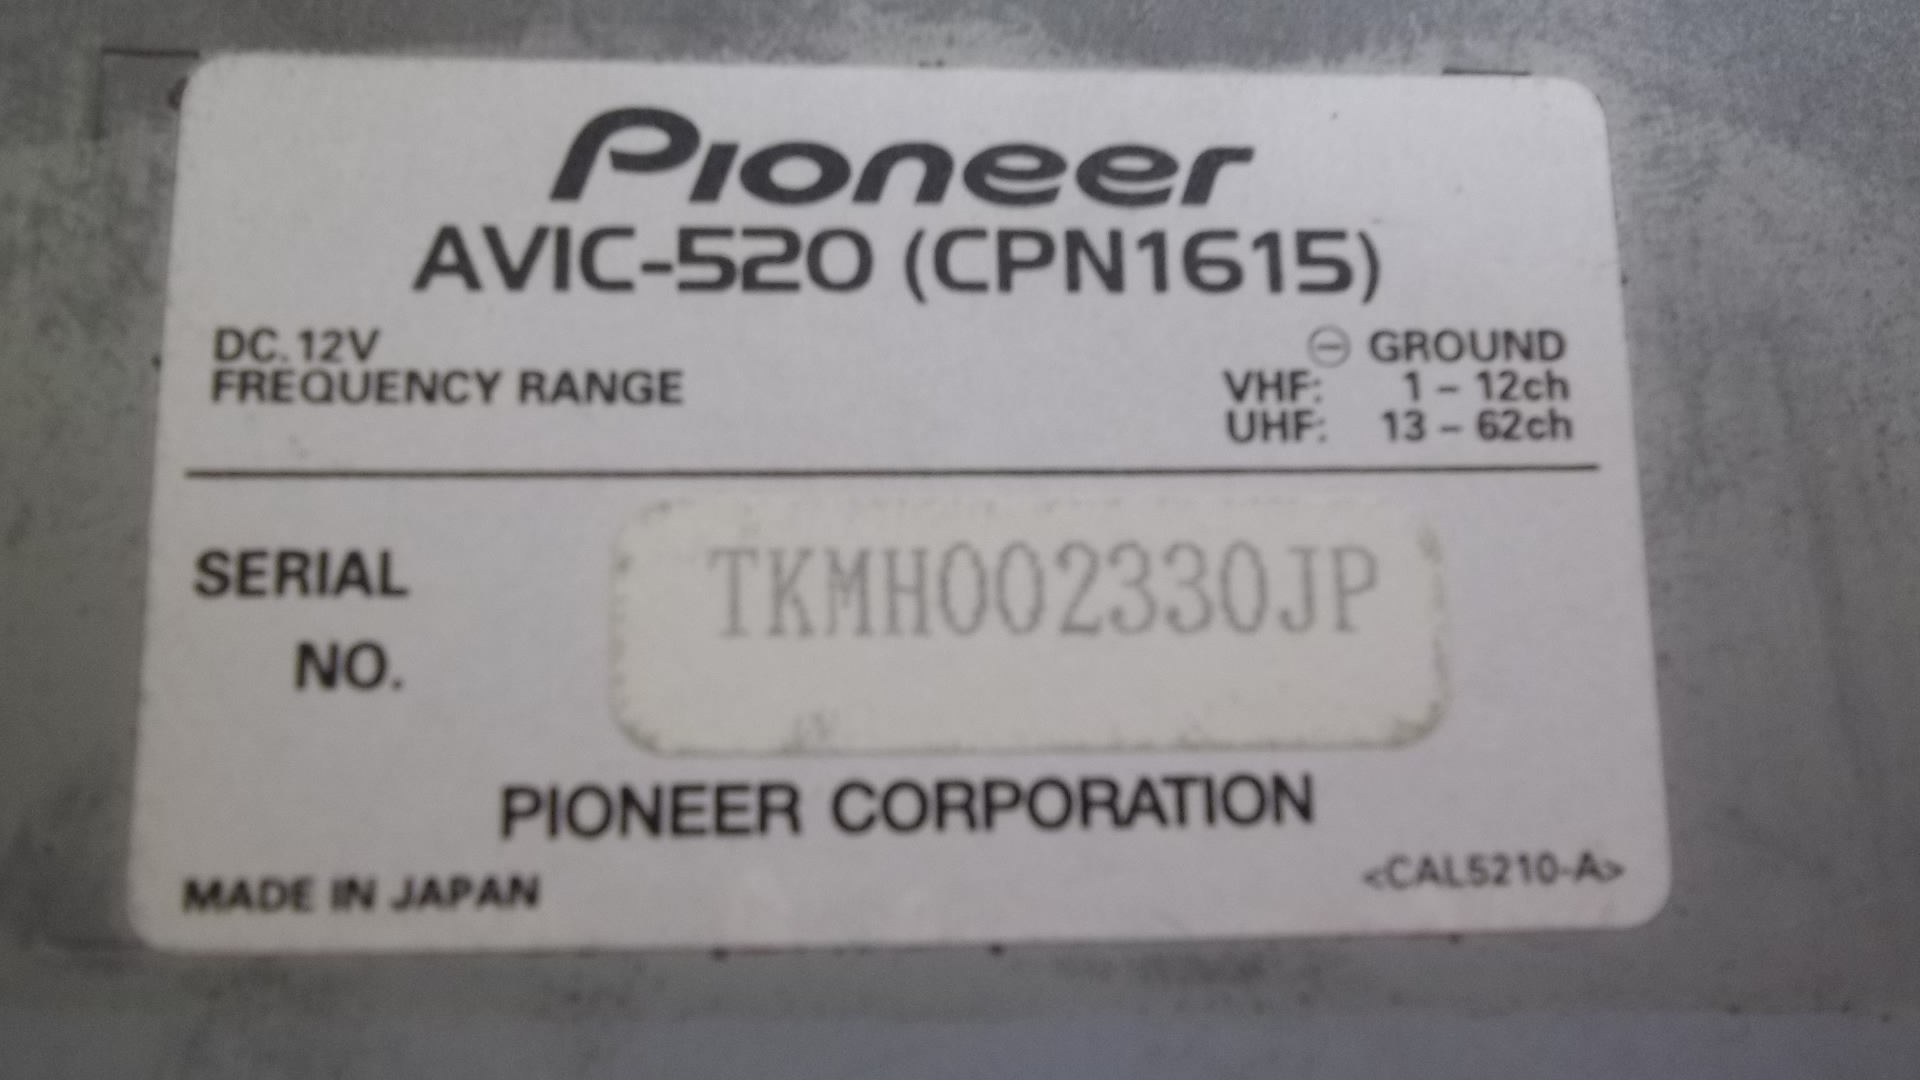 Pioneer
AVIC-520 (CPN1615)
DC.12V ⊖ GROUND
FREQUENCY RANGE VHF: 1 – 12ch
UHF: 13 – 62ch
SERIAL NO. TKMH002330JP
PIONEER CORPORATION
MADE IN JAPAN <CAL5210-A>